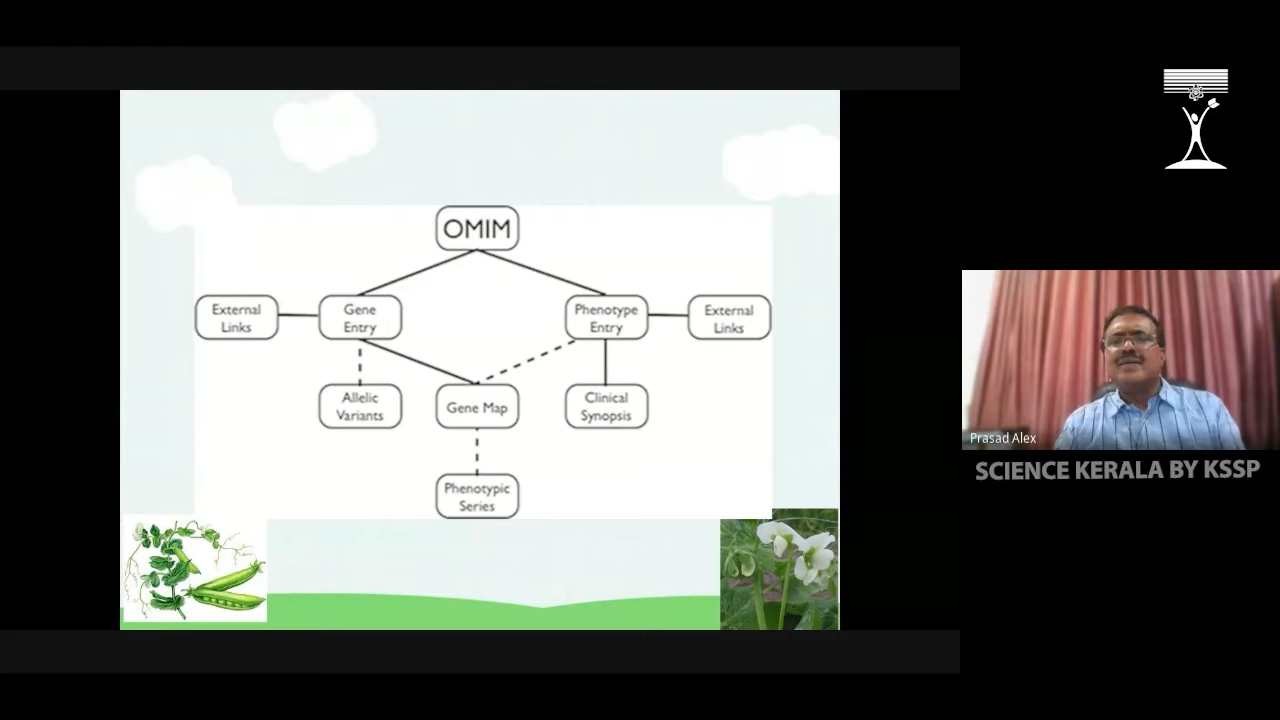 OMIM
External
Links
Gene
Entry
Phenotype
Entry
External
Links
Allelic
Variants
Gene Map
Clinical
Synopsis
Phenotypic
Series
Prasad Alex
SCIENCE KERALA BY KSSP